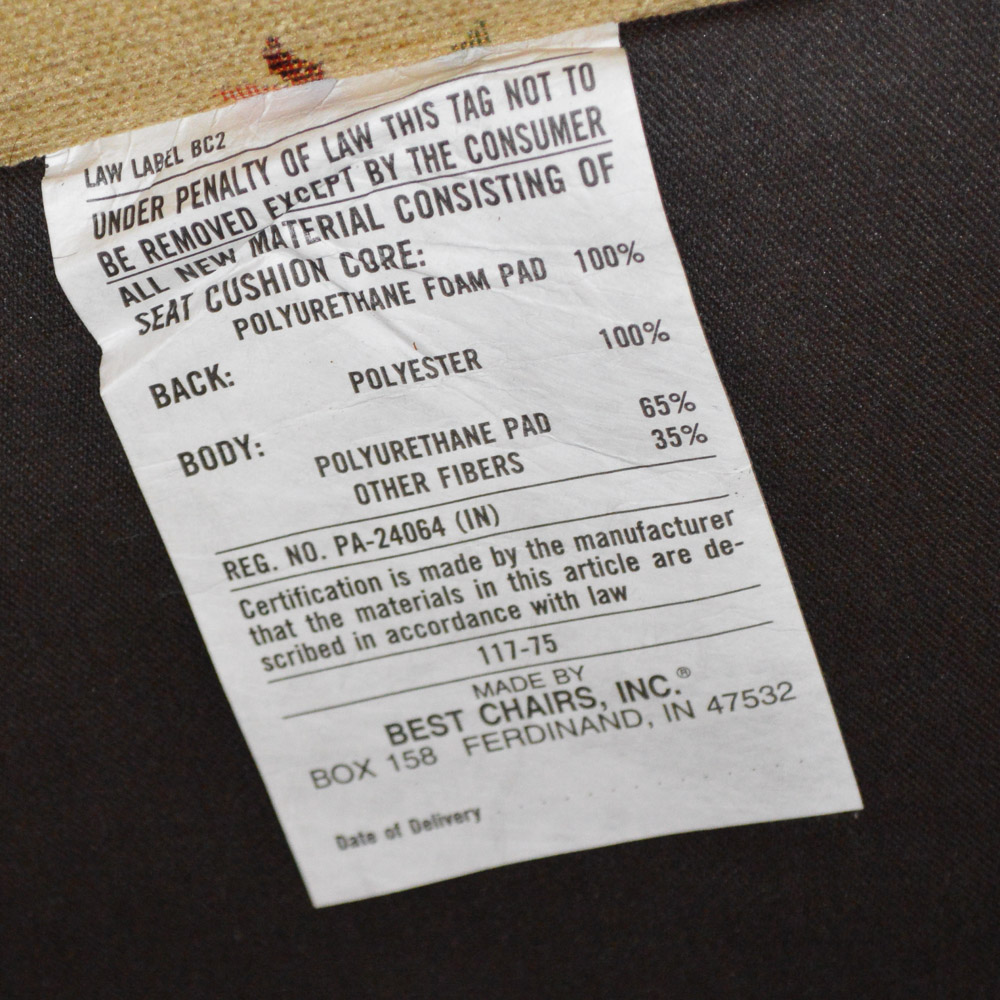 LAW LABEL BC2
UNDER PENALTY OF LAW THIS TAG NOT TO
BE REMOVED EXCEPT BY THE CONSUMER
ALL NEW MATERIAL CONSISTING OF
SEAT CUSHION CORE:
POLYURETHANE FOAM PAD 100%
BACK: POLYESTER 100%
BODY: POLYURETHANE PAD 65%
OTHER FIBERS 35%
REG. NO. PA-24064 (IN)
Certification is made by the manufacturer
that the materials in this article are de-
scribed in accordance with law
117-75
MADE BY
BEST CHAIRS, INC.®
BOX 158 FERDINAND, IN 47532
Date of Delivery